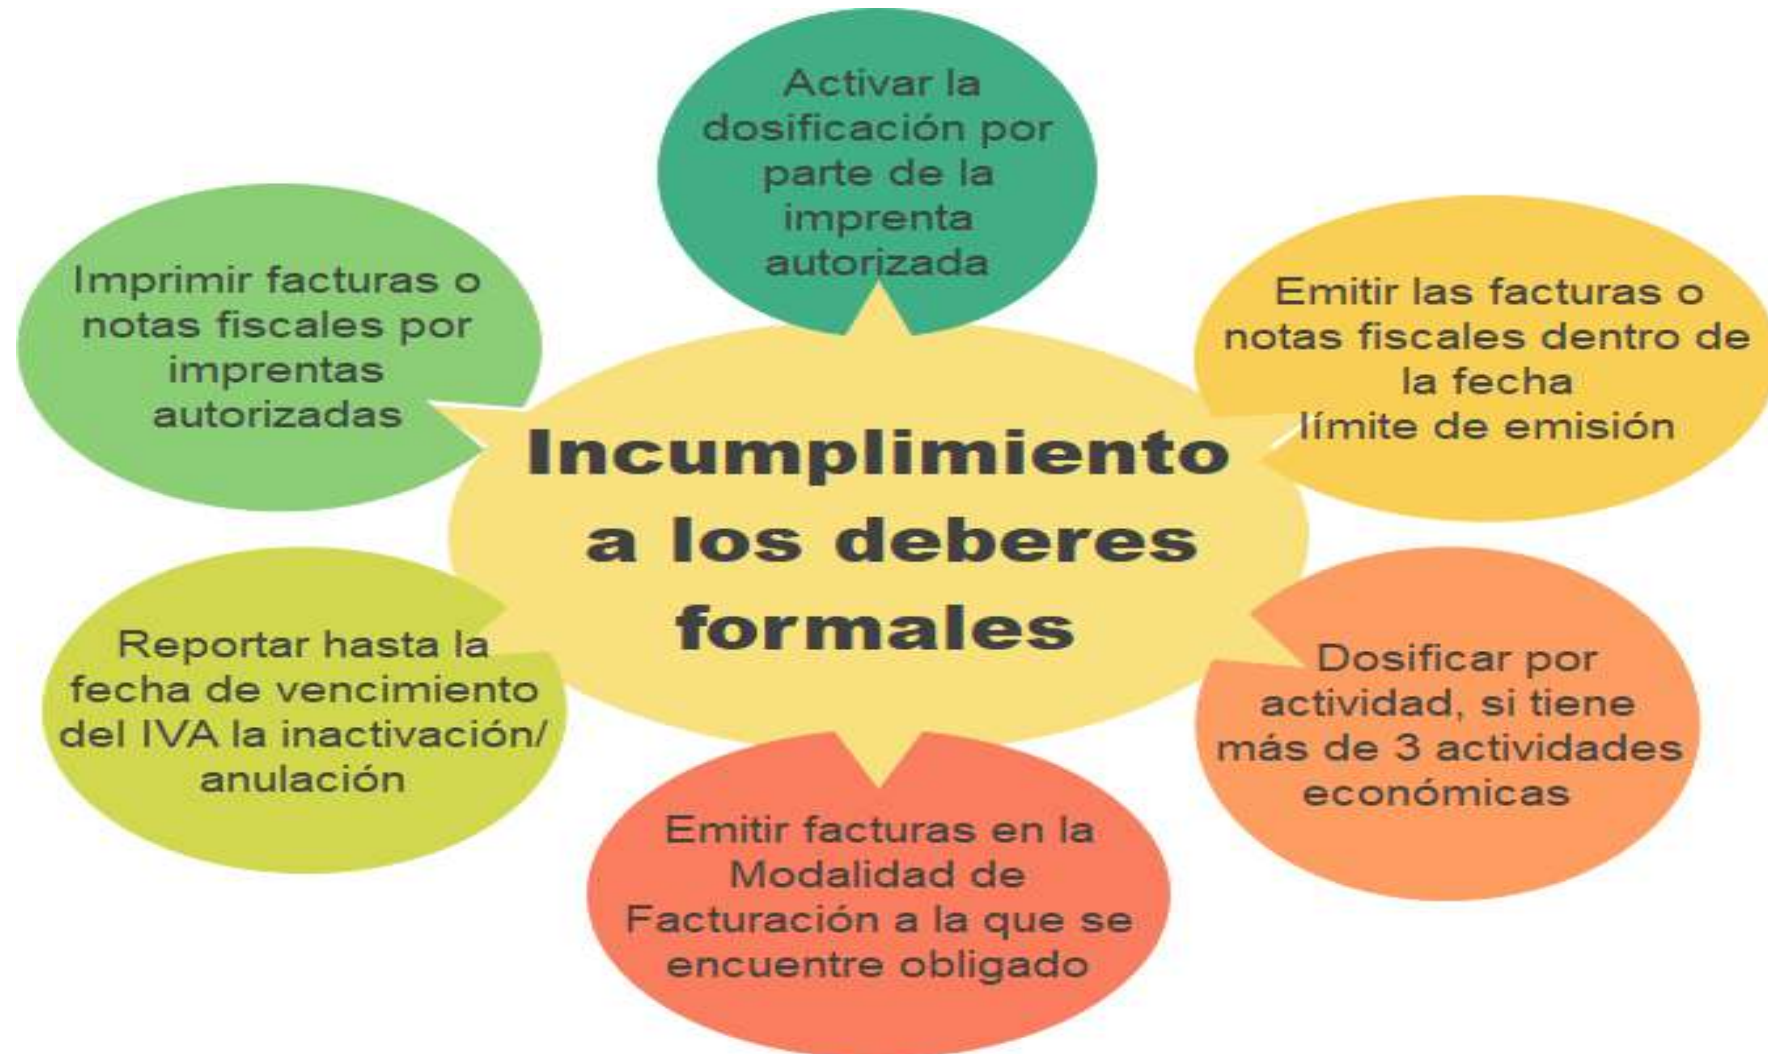 Activar la
dosificación por
parte de la
imprenta
autorizada
Imprimir facturas o
notas fiscales por
imprentas
autorizadas
Emitir las facturas o
notas fiscales dentro de
la fecha
límite de emisión
Incumplimiento
a los deberes
formales
Reportar hasta la
fecha de vencimiento
del IVA la inactivación/
anulación
Dosificar por
actividad, si tiene
más de 3 actividades
económicas
Emitir facturas en la
Modalidad de
Facturación a la que se
encuentre obligado